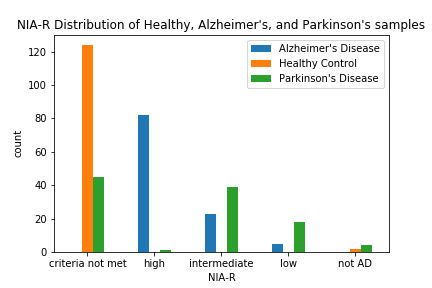 NIA-R Distribution of Healthy, Alzheimer's, and Parkinson's samples
Alzheimer's Disease
Healthy Control
Parkinson's Disease
120
100
80
60
40
20
0
count
criteria not met high intermediate low not AD
NIA-R